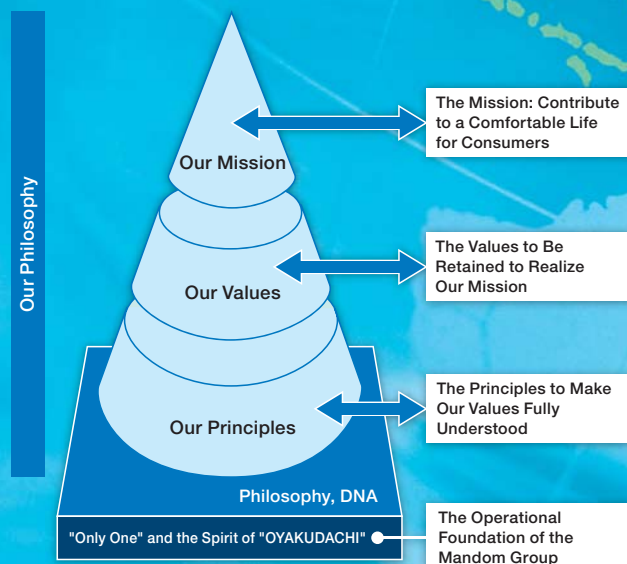 Our Philosophy
Our Mission
The Mission: Contribute
to a Comfortable Life
for Consumers
Our Values
The Values to Be
Retained to Realize
Our Mission
Our Principles
The Principles to Make
Our Values Fully
Understood
Philosophy, DNA
"Only One" and the Spirit of "OYAKUDACHI"
The Operational
Foundation of the
Mandom Group